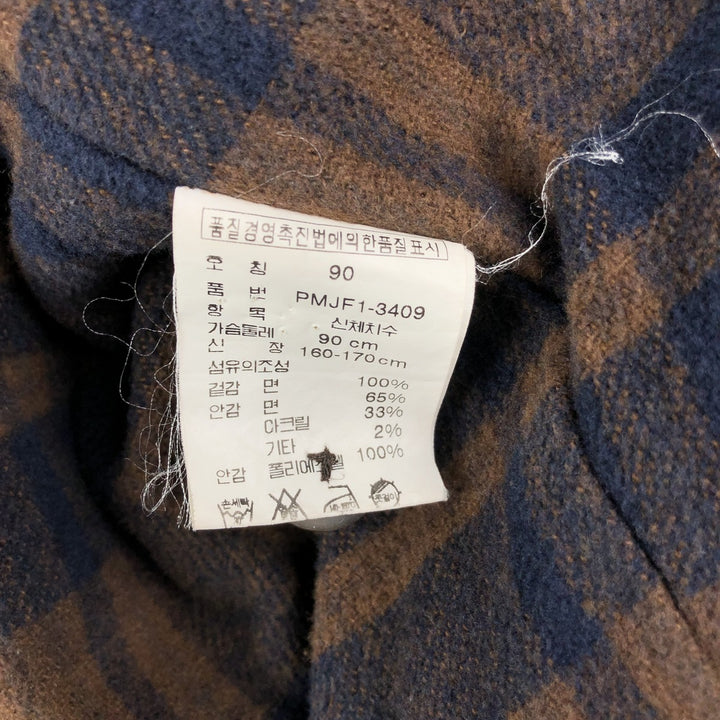 품질경영촉진법에의한품질표시
호 칭 90
품 번 PMJF1-3409
항 목 신체치수
가슴둘레 90 cm
신 장 160-170cm
섬유의조성
겉감 면 100%
안감 면 65%
아크릴 33%
기타 2%
안감 100%
손세탁